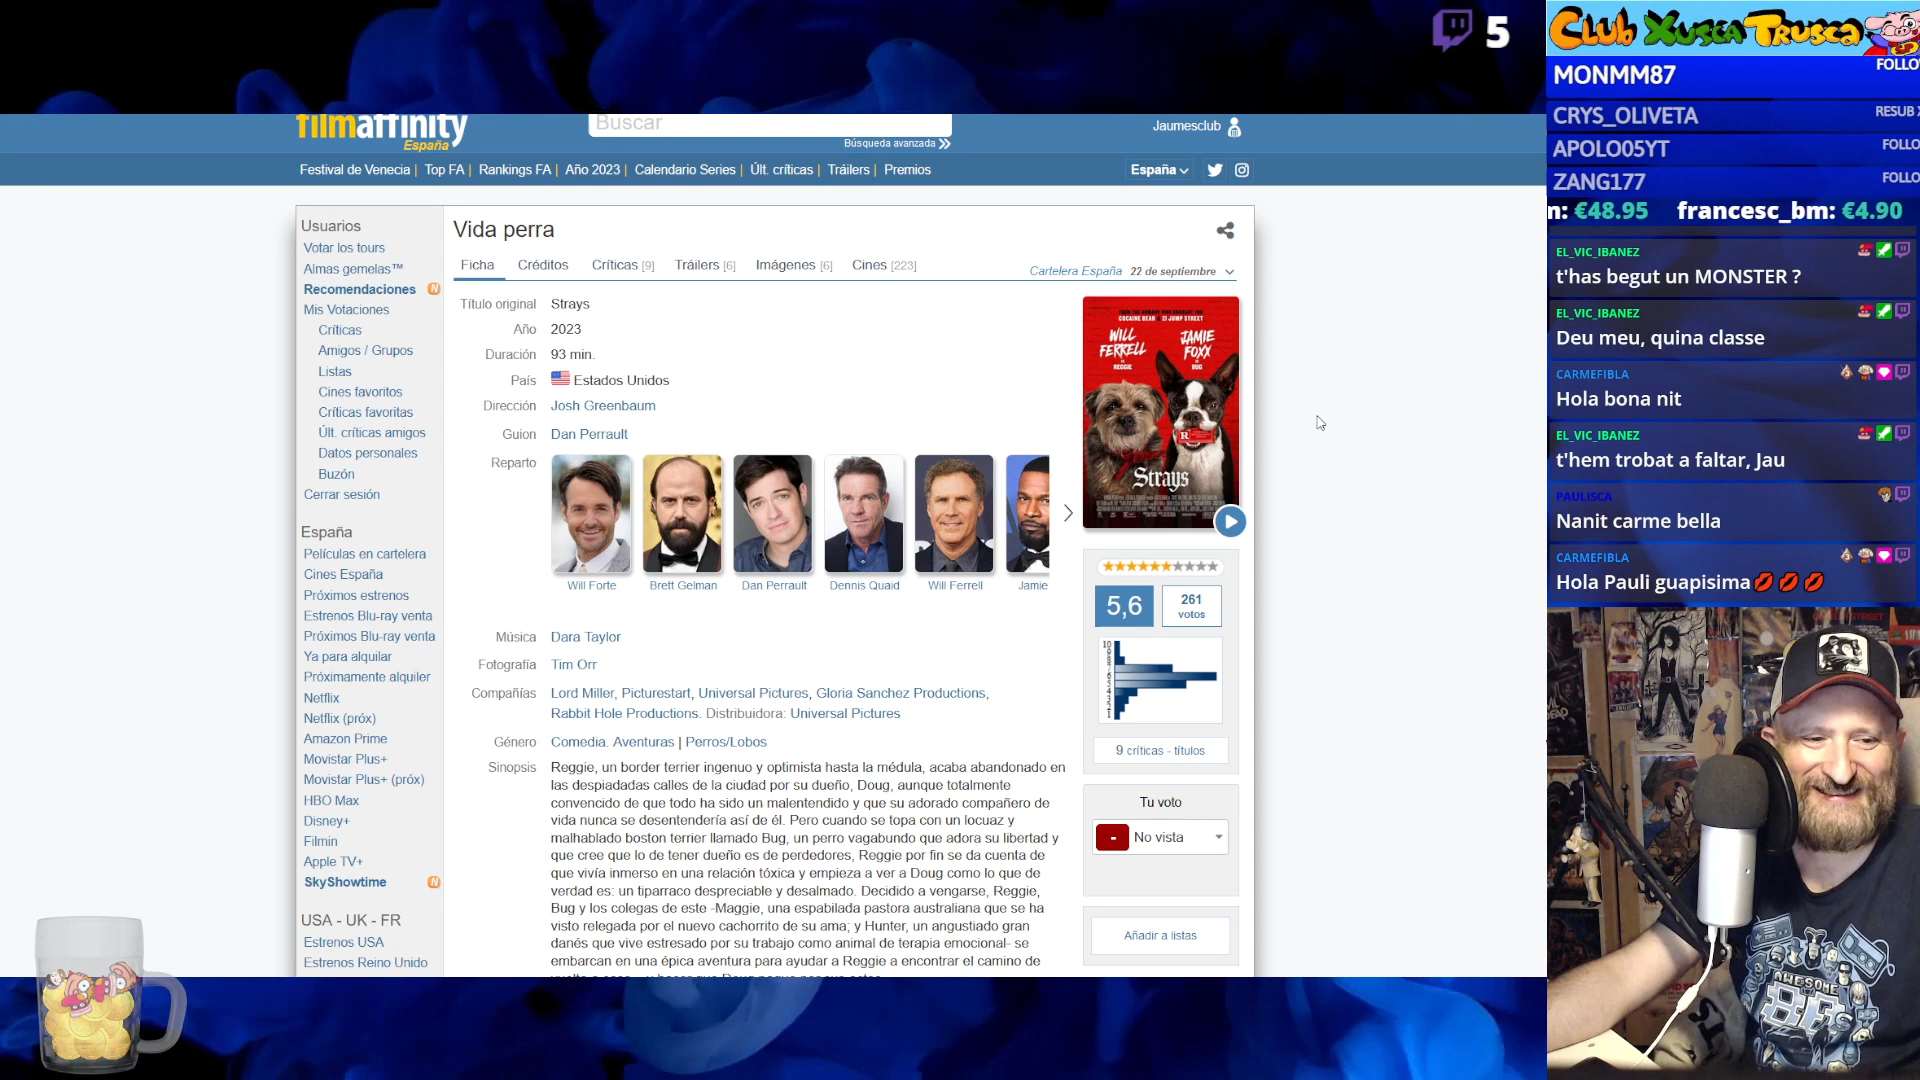 5
Club Xusca Trusca
FOLLO
MONMM87
CRYS_OLIVETA
RESUB
APOLO05YT
FOLLO
ZANG177
FOLLO
n: €48.95 francesc_bm: €4.90
filmaffinity
España
Buscar
Búsqueda avanzada
Jaumesclub
Festival de Venecia | Top FA | Rankings FA | Año 2023 | Calendario Series | Últ. críticas | Tráilers | Premios
España
Usuarios
Votar los tours
Almas gemelas™
Recomendaciones N
Mis Votaciones
Críticas
Amigos / Grupos
Listas
Cines favoritos
Críticas favoritas
Últ. críticas amigos
Datos personales
Buzón
Cerrar sesión
España
Películas en cartelera
Cines España
Próximos estrenos
Estrenos Blu-ray venta
Próximos Blu-ray venta
Ya para alquilar
Próximamente alquiler
Netflix
Netflix (próx)
Amazon Prime
Movistar Plus+
Movistar Plus+ (próx)
HBO Max
Disney+
Filmin
Apple TV+
SkyShowtime N
USA - UK - FR
Estrenos USA
Estrenos Reino Unido
Vida perra
Ficha Créditos Críticas [9] Tráilers [6] Imágenes [6] Cines [223]
Cartelera España 22 de septiembre
Título original Strays
Año 2023
Duración 93 min.
País Estados Unidos
Dirección Josh Greenbaum
Guion Dan Perrault
Reparto
Will Forte Brett Gelman Dan Perrault Dennis Quaid Will Ferrell Jamie
Música Dara Taylor
Fotografía Tim Orr
Compañías Lord Miller, Picturestart, Universal Pictures, Gloria Sanchez Productions,
Rabbit Hole Productions. Distribuidora: Universal Pictures
Género Comedia. Aventuras | Perros/Lobos
Sinopsis Reggie, un border terrier ingenuo y optimista hasta la médula, acaba abandonado en
las despiadadas calles de la ciudad por su dueño, Doug, aunque totalmente
convencido de que todo ha sido un malentendido y que su adorado compañero de
vida nunca se desentendería así de él. Pero cuando se topa con un locuaz y
malhablado boston terrier llamado Bug, un perro vagabundo que adora su libertad y
que cree que lo de tener dueño es de perdedores, Reggie por fin se da cuenta de
que vivía inmerso en una relación tóxica y empieza a ver a Doug como lo que de
verdad es: un tiparraco despreciable y desalmado. Decidido a vengarse, Reggie,
Bug y los colegas de este -Maggie, una espabilada pastora australiana que se ha
visto relegada por el nuevo cachorrito de su ama; y Hunter, un angustiado gran
danés que vive estresado por su trabajo como animal de terapia emocional- se
embarcan en una épica aventura para ayudar a Reggie a encontrar el camino de
COCAINE BEAR & 21 JUMP STREET
WILL FERRELL
IS REGGIE
JAMIE FOXX
IS BUG
R
Strays
5,6
261
votos
9 críticas - títulos
Tu voto
- No vista
Añadir a listas
EL_VIC_IBANEZ
t'has begut un MONSTER ?
EL_VIC_IBANEZ
Deu meu, quina classe
CARMEFIBLA
Hola bona nit
EL_VIC_IBANEZ
t'hem trobat a faltar, Jau
PAULISCA
Nanit carme bella
CARMEFIBLA
Hola Pauli guapisima💋💋💋
AWESOME